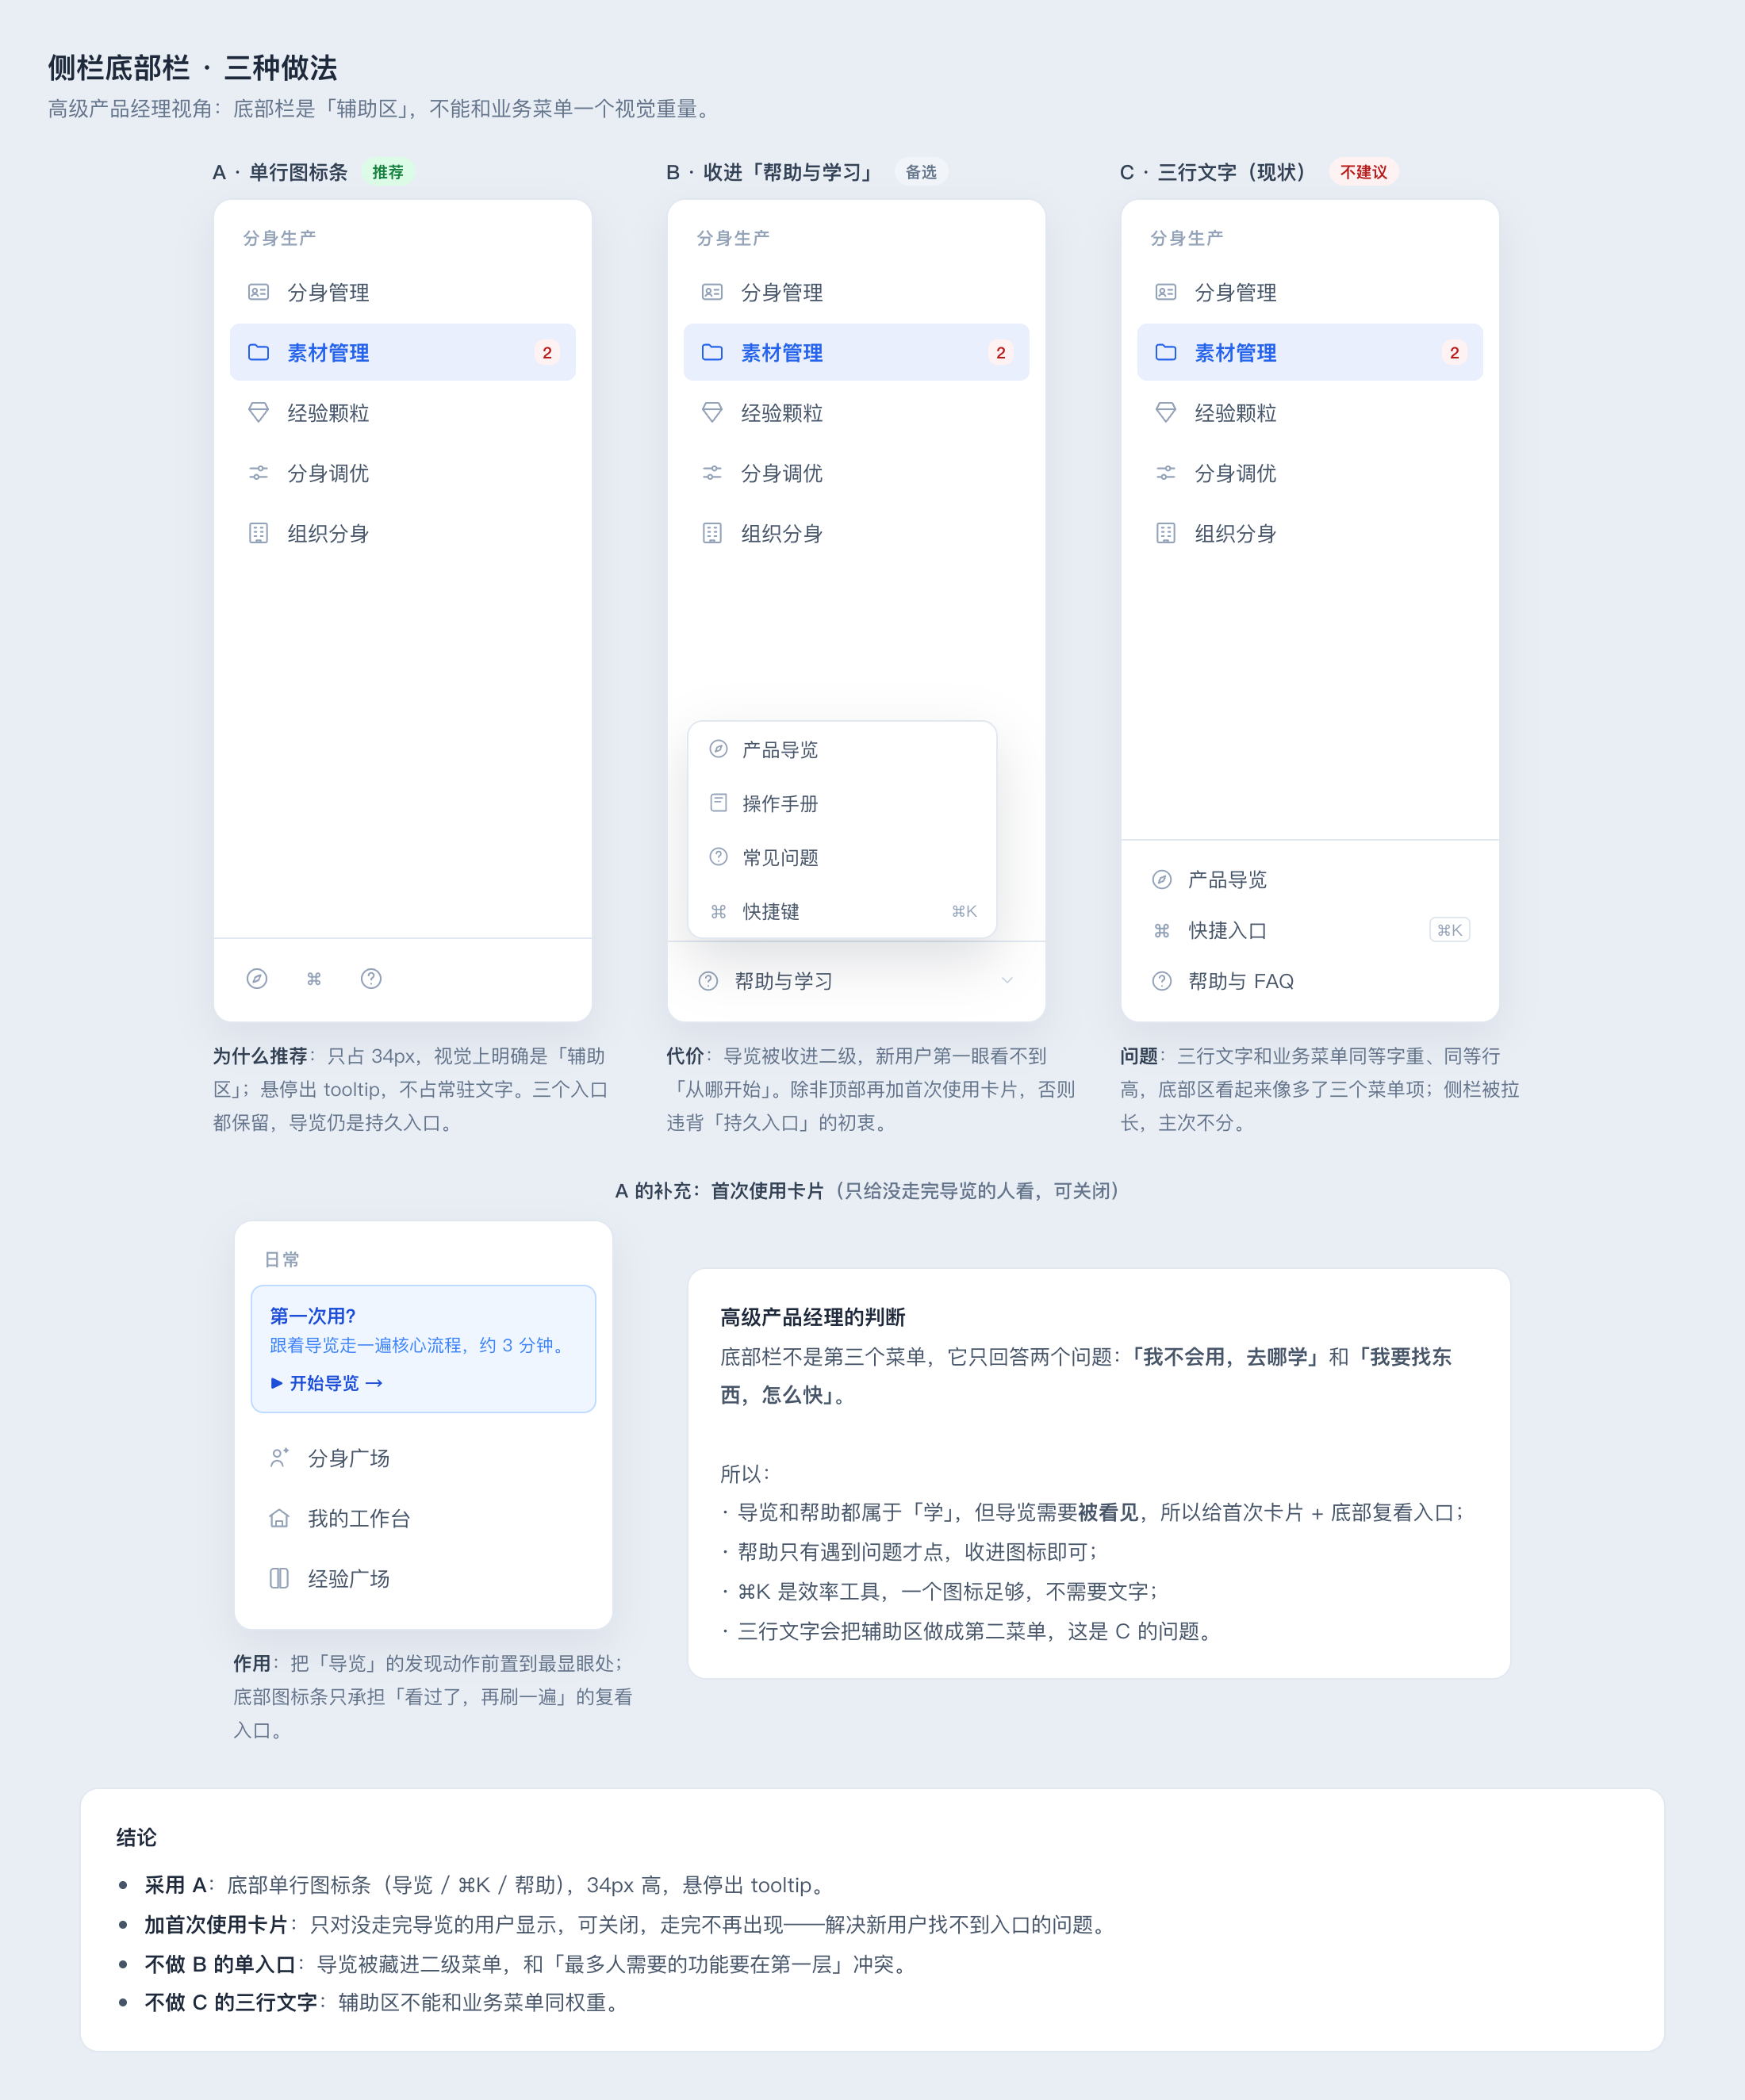 侧栏底部栏 · 三种做法
高级产品经理视角：底部栏是「辅助区」，不能和业务菜单一个视觉重量。
A · 单行图标条 推荐
分身生产
分身管理
素材管理 2
经验颗粒
分身调优
组织分身
⌘
为什么推荐：只占 34px，视觉上明确是「辅助
区」；悬停出 tooltip，不占常驻文字。三个入口
都保留，导览仍是持久入口。
B · 收进「帮助与学习」 备选
分身生产
分身管理
素材管理 2
经验颗粒
分身调优
组织分身
产品导览
操作手册
常见问题
⌘ 快捷键 ⌘K
帮助与学习
代价：导览被收进二级，新用户第一眼看不到
「从哪开始」。除非顶部再加首次使用卡片，否则
违背「持久入口」的初衷。
C · 三行文字（现状） 不建议
分身生产
分身管理
素材管理 2
经验颗粒
分身调优
组织分身
产品导览
⌘ 快捷入口 ⌘K
帮助与 FAQ
问题：三行文字和业务菜单同等字重、同等行
高，底部区看起来像多了三个菜单项；侧栏被拉
长，主次不分。
A 的补充：首次使用卡片（只给没走完导览的人看，可关闭）
日常
第一次用？
跟着导览走一遍核心流程，约 3 分钟。
▶ 开始导览 →
分身广场
我的工作台
经验广场
作用：把「导览」的发现动作前置到最显眼处；
底部图标条只承担「看过了，再刷一遍」的复看
入口。
高级产品经理的判断
底部栏不是第三个菜单，它只回答两个问题：「我不会用，去哪学」和「我要找东
西，怎么快」。
所以：
· 导览和帮助都属于「学」，但导览需要被看见，所以给首次卡片 + 底部复看入口；
· 帮助只有遇到问题才点，收进图标即可；
· ⌘K 是效率工具，一个图标足够，不需要文字；
· 三行文字会把辅助区做成第二菜单，这是 C 的问题。
结论
• 采用 A：底部单行图标条（导览 / ⌘K / 帮助），34px 高，悬停出 tooltip。
• 加首次使用卡片：只对没走完导览的用户显示，可关闭，走完不再出现——解决新用户找不到入口的问题。
• 不做 B 的单入口：导览被藏进二级菜单，和「最多人需要的功能要在第一层」冲突。
• 不做 C 的三行文字：辅助区不能和业务菜单同权重。